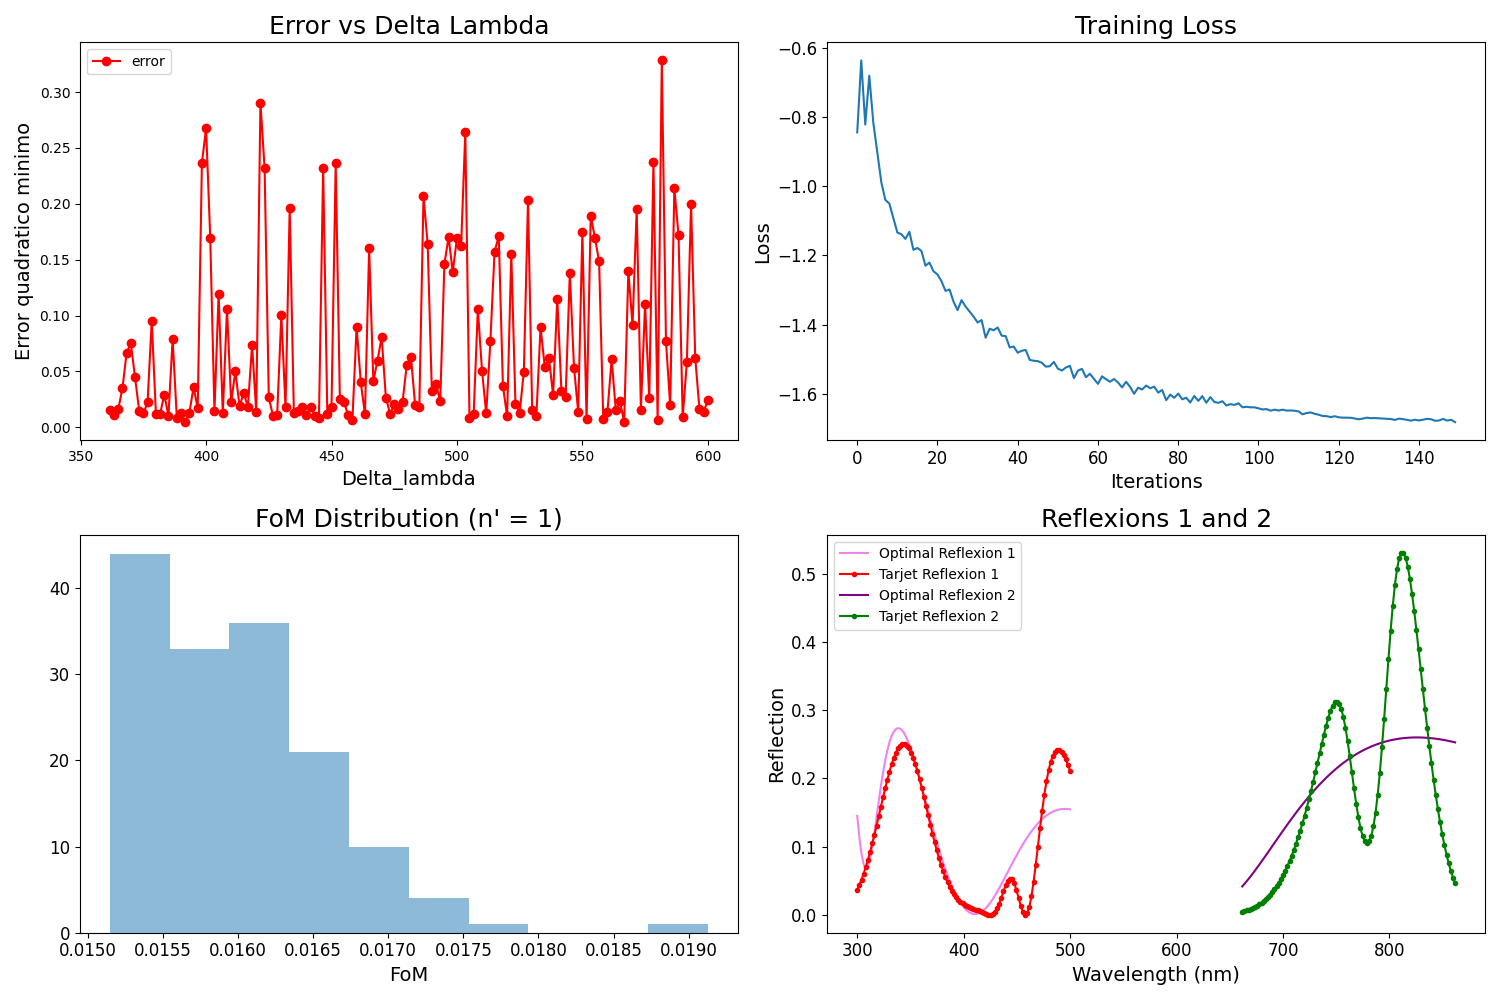 Error vs Delta Lambda
error
Error quadratico minimo
0.30
0.25
0.20
0.15
0.10
0.05
0.00
350 400 450 500 550 600
Delta_lambda
Training Loss
Loss
−0.6
−0.8
−1.0
−1.2
−1.4
−1.6
0 20 40 60 80 100 120 140
Iterations
FoM Distribution (n' = 1)
40
30
20
10
0
0.0150 0.0155 0.0160 0.0165 0.0170 0.0175 0.0180 0.0185 0.0190
FoM
Reflexions 1 and 2
Optimal Reflexion 1
Tarjet Reflexion 1
Optimal Reflexion 2
Tarjet Reflexion 2
Reflection
0.5
0.4
0.3
0.2
0.1
0.0
300 400 500 600 700 800
Wavelength (nm)